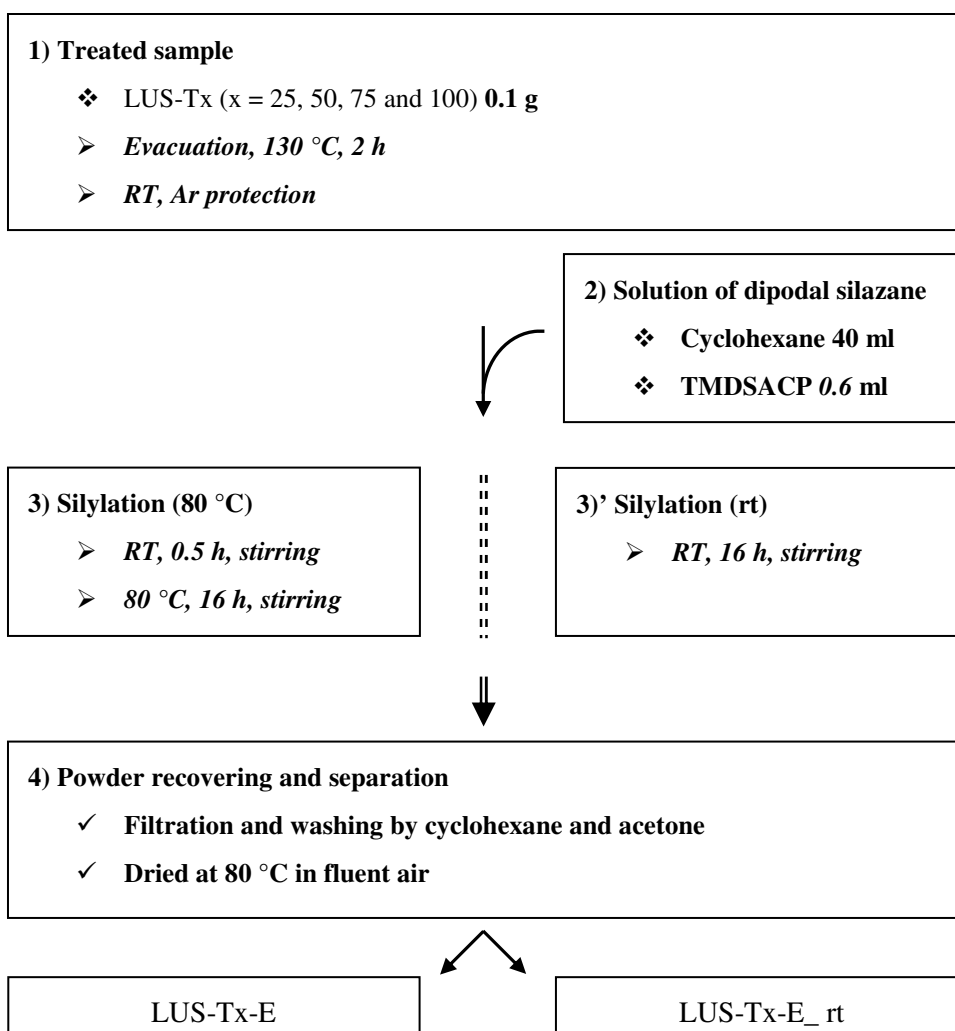 1) Treated sample
❖ LUS-Tx (x = 25, 50, 75 and 100) 0.1 g
➢ Evacuation, 130 °C, 2 h
➢ RT, Ar protection
2) Solution of dipodal silazane
❖ Cyclohexane 40 ml
❖ TMDSACP 0.6 ml
3) Silylation (80 °C)
➢ RT, 0.5 h, stirring
➢ 80 °C, 16 h, stirring
3)’ Silylation (rt)
➢ RT, 16 h, stirring
4) Powder recovering and separation
✓ Filtration and washing by cyclohexane and acetone
✓ Dried at 80 °C in fluent air
LUS-Tx-E
LUS-Tx-E_ rt